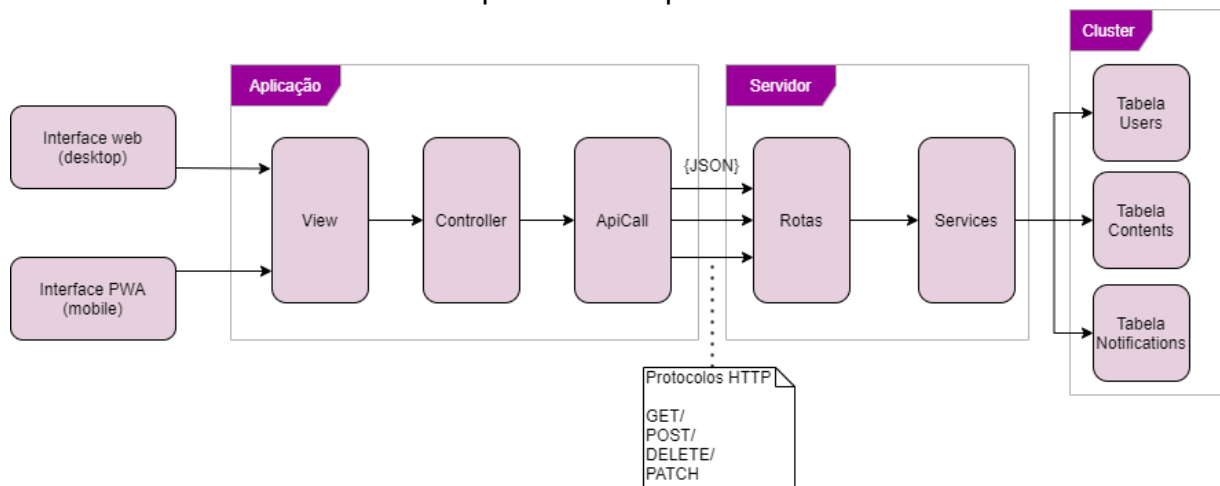 Cluster
Aplicação
Servidor
Interface web
(desktop)
Interface PWA
(mobile)
View
Controller
ApiCall
{JSON}
Rotas
Services
Tabela
Users
Tabela
Contents
Tabela
Notifications
Protocolos HTTP
GET/
POST/
DELETE/
PATCH